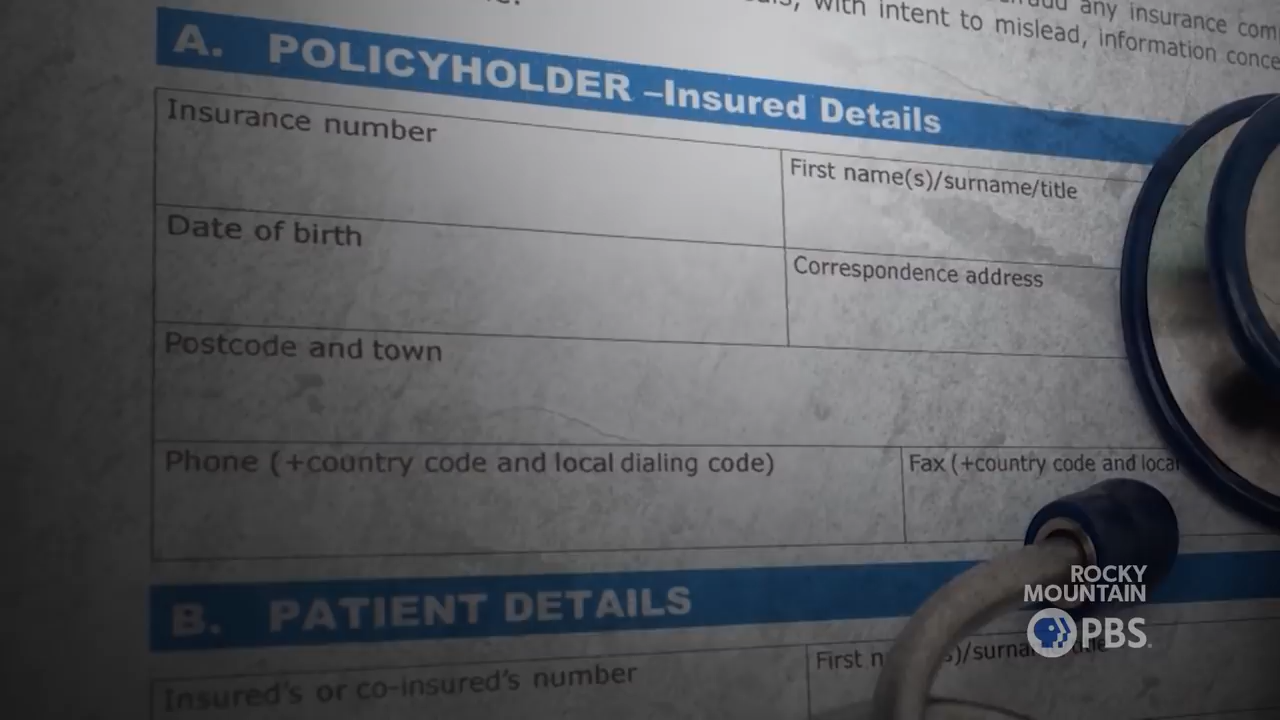 any insurance com
with intent to mislead, information conce
A. POLICYHOLDER –Insured Details
Insurance number
First name(s)/surname/title
Date of birth
Correspondence address
Postcode and town
Phone (+country code and local dialing code)
Fax (+country code and local
B. PATIENT DETAILS
Insured's or co-insured's number
First n s)/surna
ROCKY
MOUNTAIN
PBS